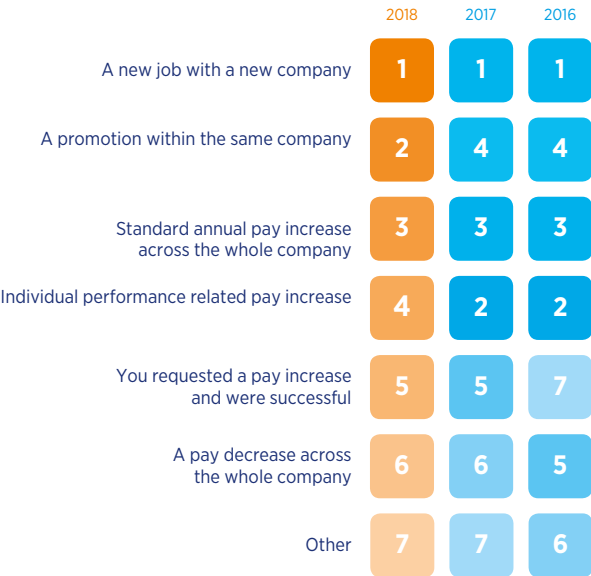 2018 2017 2016
A new job with a new company 1 1 1
A promotion within the same company 2 4 4
Standard annual pay increase
across the whole company 3 3 3
Individual performance related pay increase 4 2 2
You requested a pay increase
and were successful 5 5 7
A pay decrease across
the whole company 6 6 5
Other 7 7 6